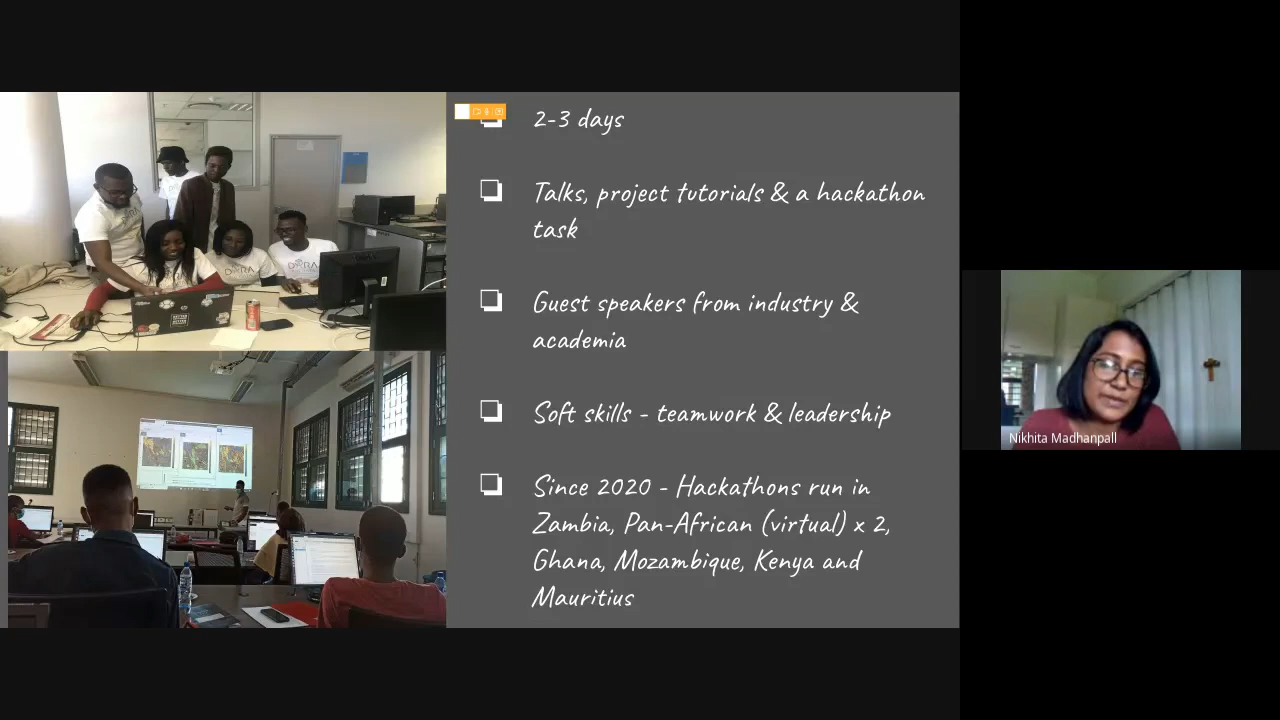 2-3 days
Talks, project tutorials & a hackathon
task
Guest speakers from industry &
academia
Soft skills - teamwork & leadership
Since 2020 - Hackathons run in
Zambia, Pan-African (virtual) x 2,
Ghana, Mozambique, Kenya and
Mauritius
Nikhita Madhanpall